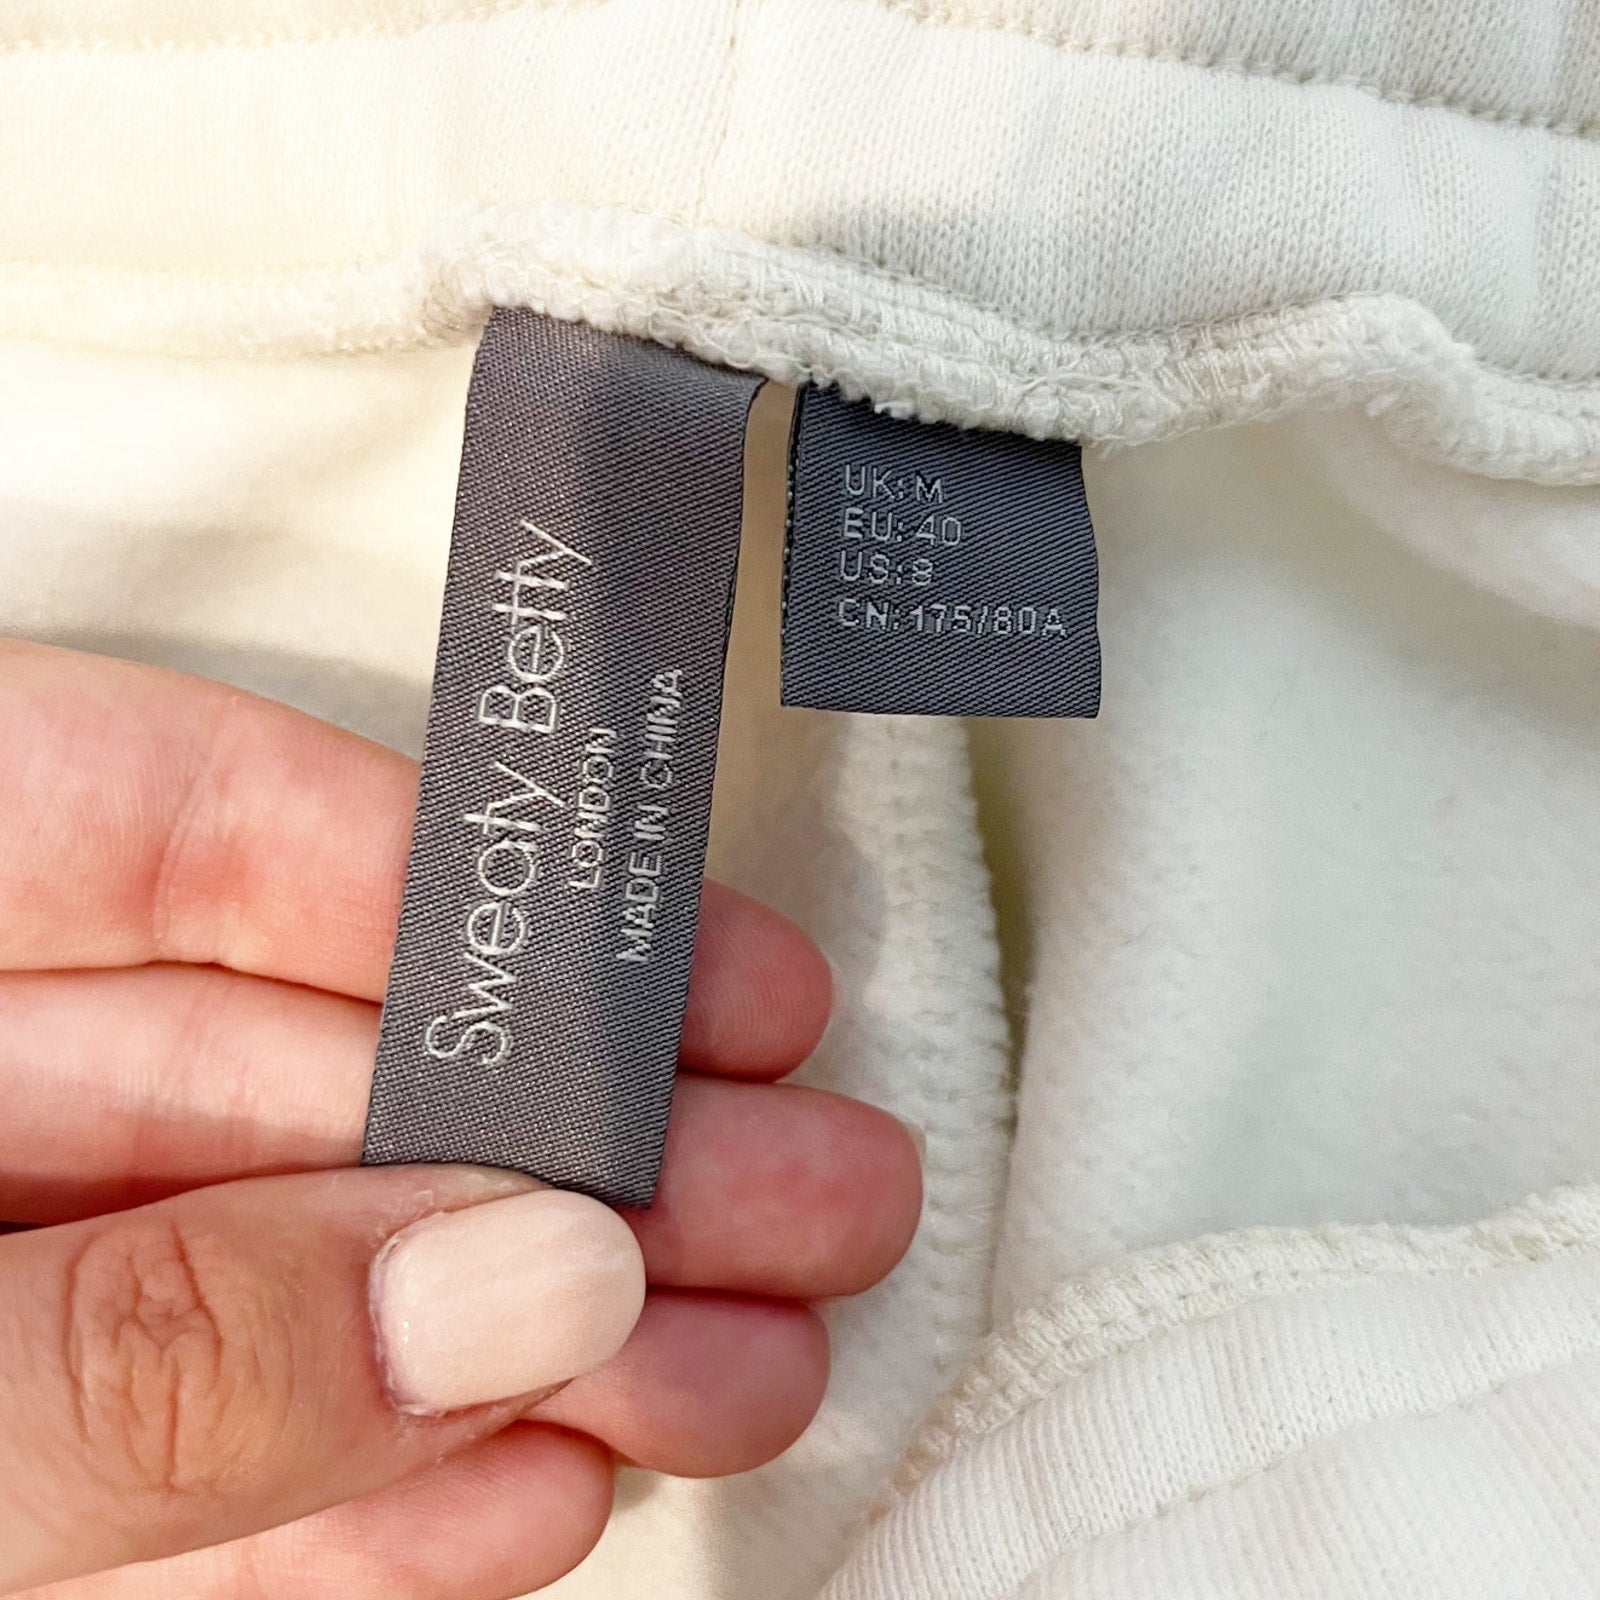 Sweaty Betty
LONDON
MADE IN CHINA
UK: M
EU: 40
US: 8
CN: 175/80A